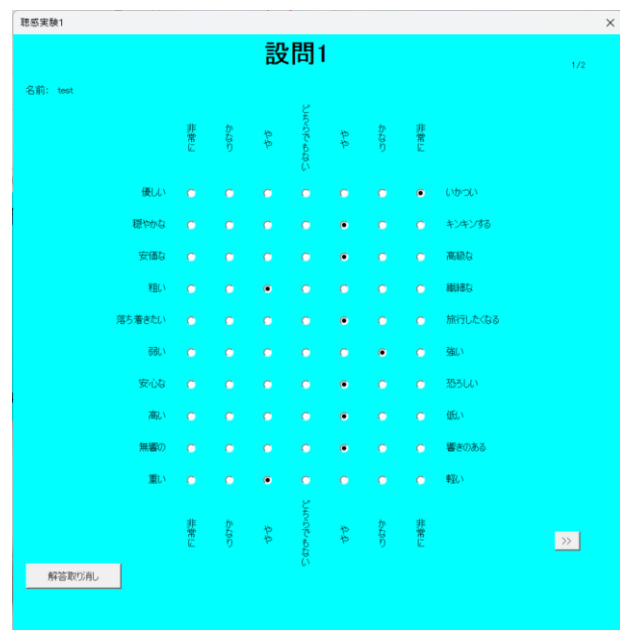 聴感実験1
設問1
1/2
名前: test
非常に かなり やや どちらでもない やや かなり 非常に
優しい いかつい
穏やかな キンキンする
安価な 高級な
粗い 繊細な
落ち着きたい 旅行したくなる
弱い 強い
安心な 恐ろしい
高い 低い
無響の 響きのある
重い 軽い
非常に かなり やや どちらでもない やや かなり 非常に
>>
解答取り消し